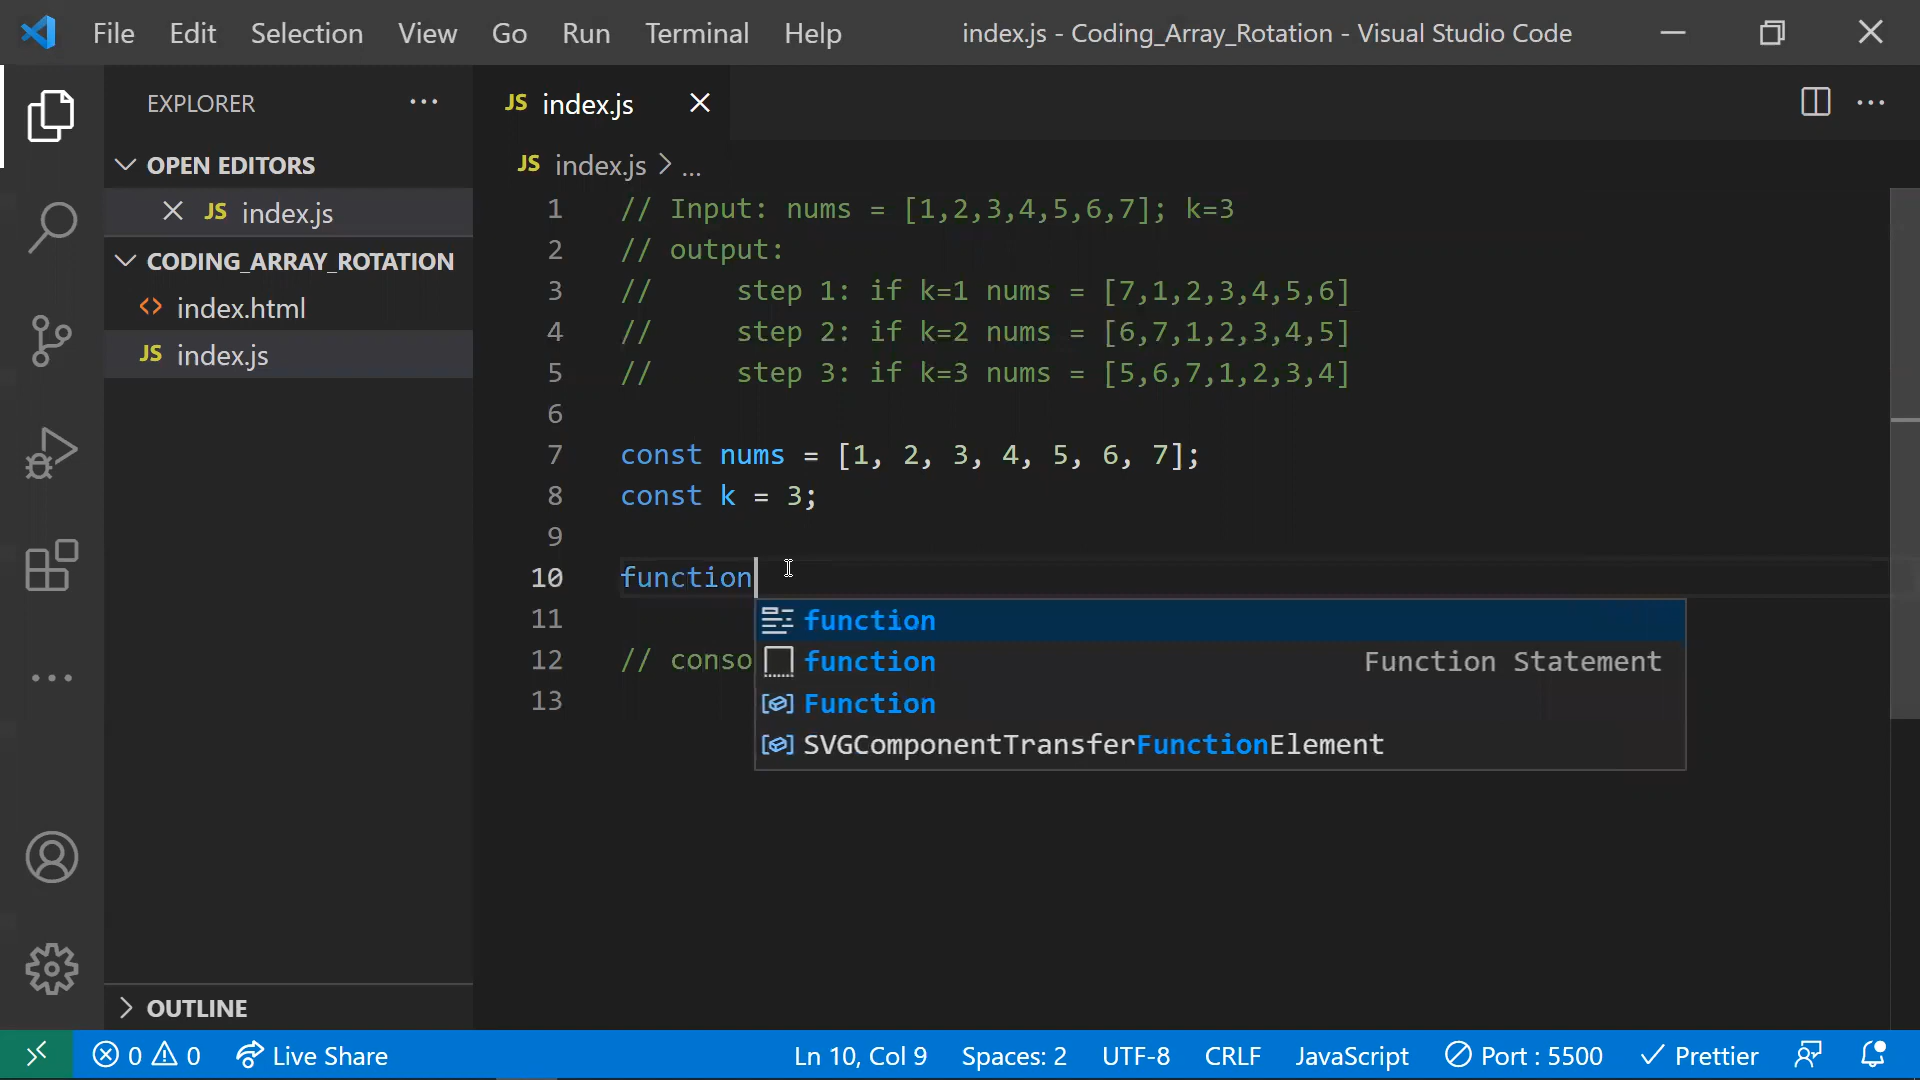 File Edit Selection View Go Run Terminal Help index.js - Coding_Array_Rotation - Visual Studio Code
EXPLORER
OPEN EDITORS
JS index.js
CODING_ARRAY_ROTATION
<> index.html
JS index.js
OUTLINE
JS index.js
JS index.js > ...
1 // Input: nums = [1,2,3,4,5,6,7]; k=3
2 // output:
3 // step 1: if k=1 nums = [7,1,2,3,4,5,6]
4 // step 2: if k=2 nums = [6,7,1,2,3,4,5]
5 // step 3: if k=3 nums = [5,6,7,1,2,3,4]
6
7 const nums = [1, 2, 3, 4, 5, 6, 7];
8 const k = 3;
9
10 function
11
12 // conso
13
function
function Function Statement
Function
SVGComponentTransferFunctionElement
0 0 Live Share Ln 10, Col 9 Spaces: 2 UTF-8 CRLF JavaScript Port : 5500 Prettier